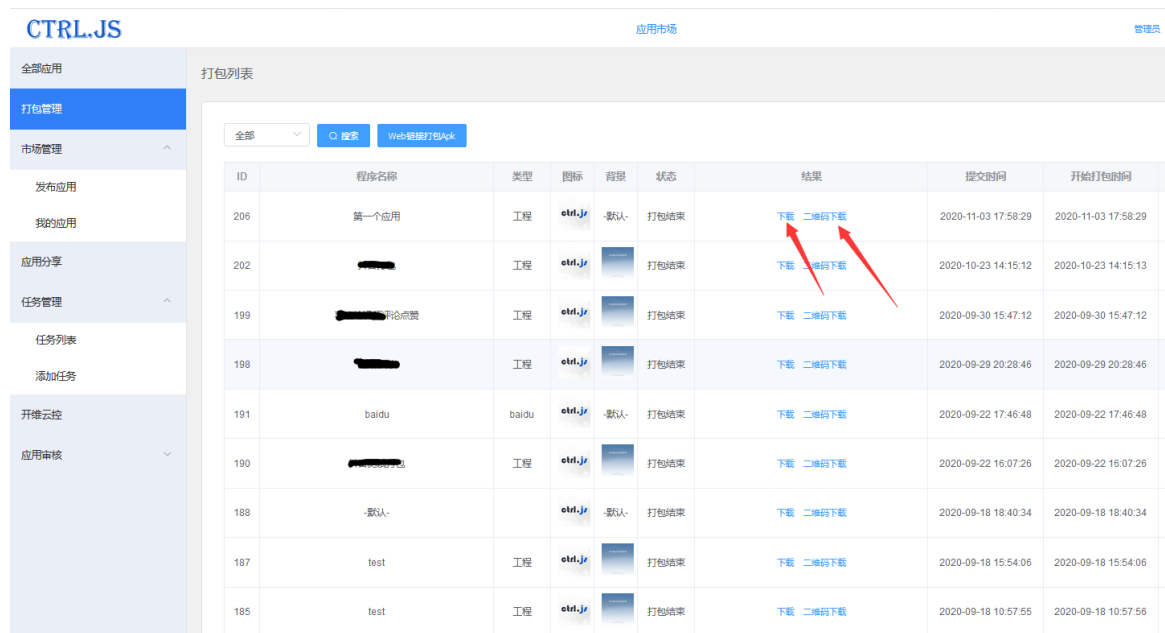 CTRL.JS 应用市场 管理员
全部应用
打包列表
打包管理
市场管理
全部 搜索 Web链接打包Apk
发布应用
我的应用
应用分享
任务管理
任务列表
添加任务
开维云控
应用审核
ID 程序名称 类型 图标 背景 状态 结果 提交时间 开始打包时间
206 第一个应用 工程 ctrl.js -默认- 打包结束 下载 二维码下载 2020-11-03 17:58:29 2020-11-03 17:58:29
202 工程 ctrl.js 打包结束 下载 二维码下载 2020-10-23 14:15:12 2020-10-23 14:15:13
199 评论点赞 工程 ctrl.js 打包结束 下载 二维码下载 2020-09-30 15:47:12 2020-09-30 15:47:12
198 工程 ctrl.js 打包结束 下载 二维码下载 2020-09-29 20:28:46 2020-09-29 20:28:46
191 baidu baidu ctrl.js -默认- 打包结束 下载 二维码下载 2020-09-22 17:46:48 2020-09-22 17:46:48
190 工程 ctrl.js 打包结束 下载 二维码下载 2020-09-22 16:07:26 2020-09-22 16:07:26
188 -默认- ctrl.js -默认- 打包结束 下载 二维码下载 2020-09-18 18:40:34 2020-09-18 18:40:34
187 test 工程 ctrl.js 打包结束 下载 二维码下载 2020-09-18 15:54:06 2020-09-18 15:54:06
185 test 工程 ctrl.js 打包结束 下载 二维码下载 2020-09-18 10:57:55 2020-09-18 10:57:56